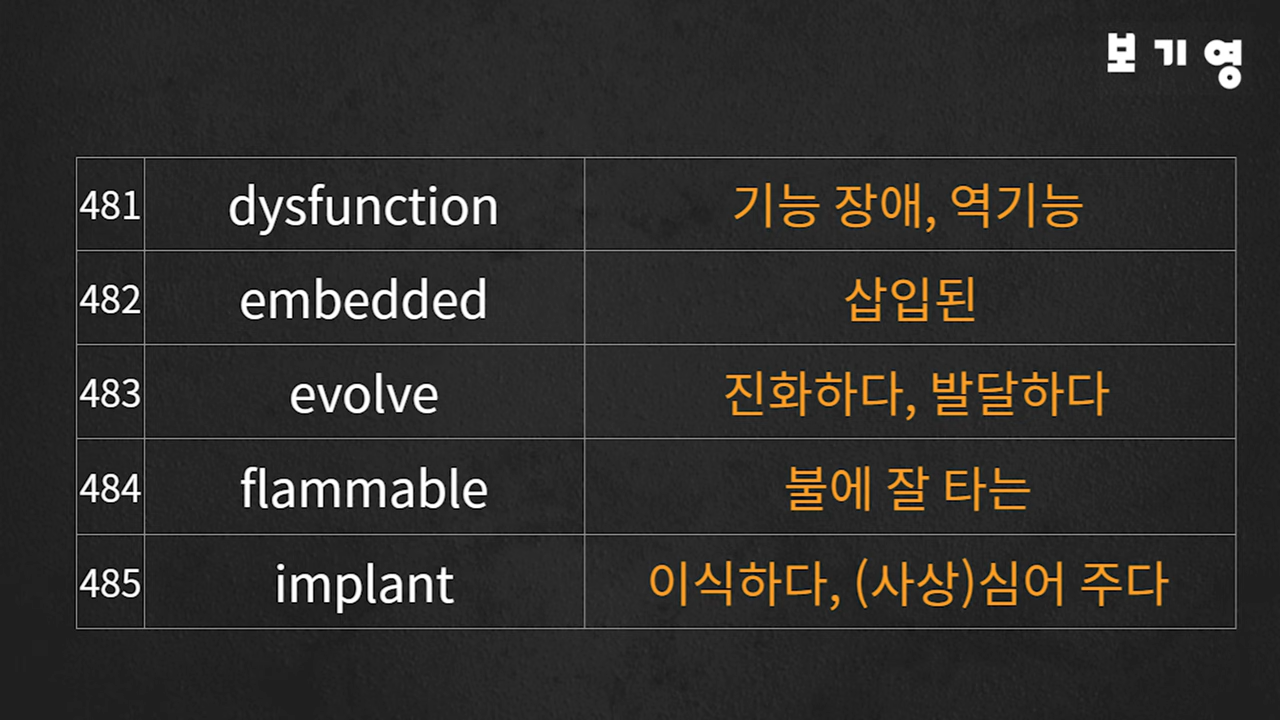 보기영
481 dysfunction 기능 장애, 역기능
482 embedded 삽입된
483 evolve 진화하다, 발달하다
484 flammable 불에 잘 타는
485 implant 이식하다, (사상)심어 주다